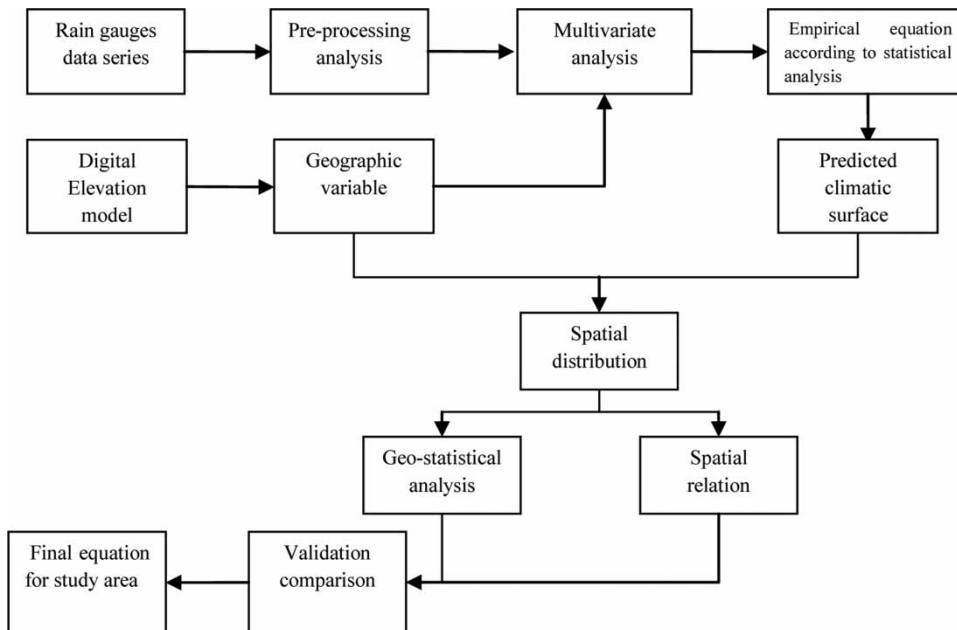 Rain gauges
data series
Pre-processing
analysis
Multivariate
analysis
Empirical equation
according to statistical
analysis
Digital
Elevation
model
Geographic
variable
Predicted
climatic
surface
Spatial
distribution
Geo-statistical
analysis
Spatial
relation
Final equation
for study area
Validation
comparison